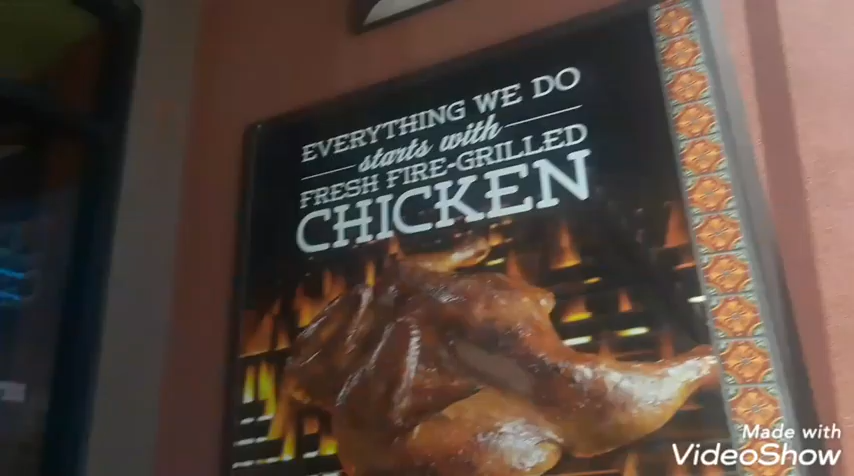 EVERYTHING WE DO
starts with
FRESH FIRE-GRILLED
CHICKEN
Made with
VideoShow